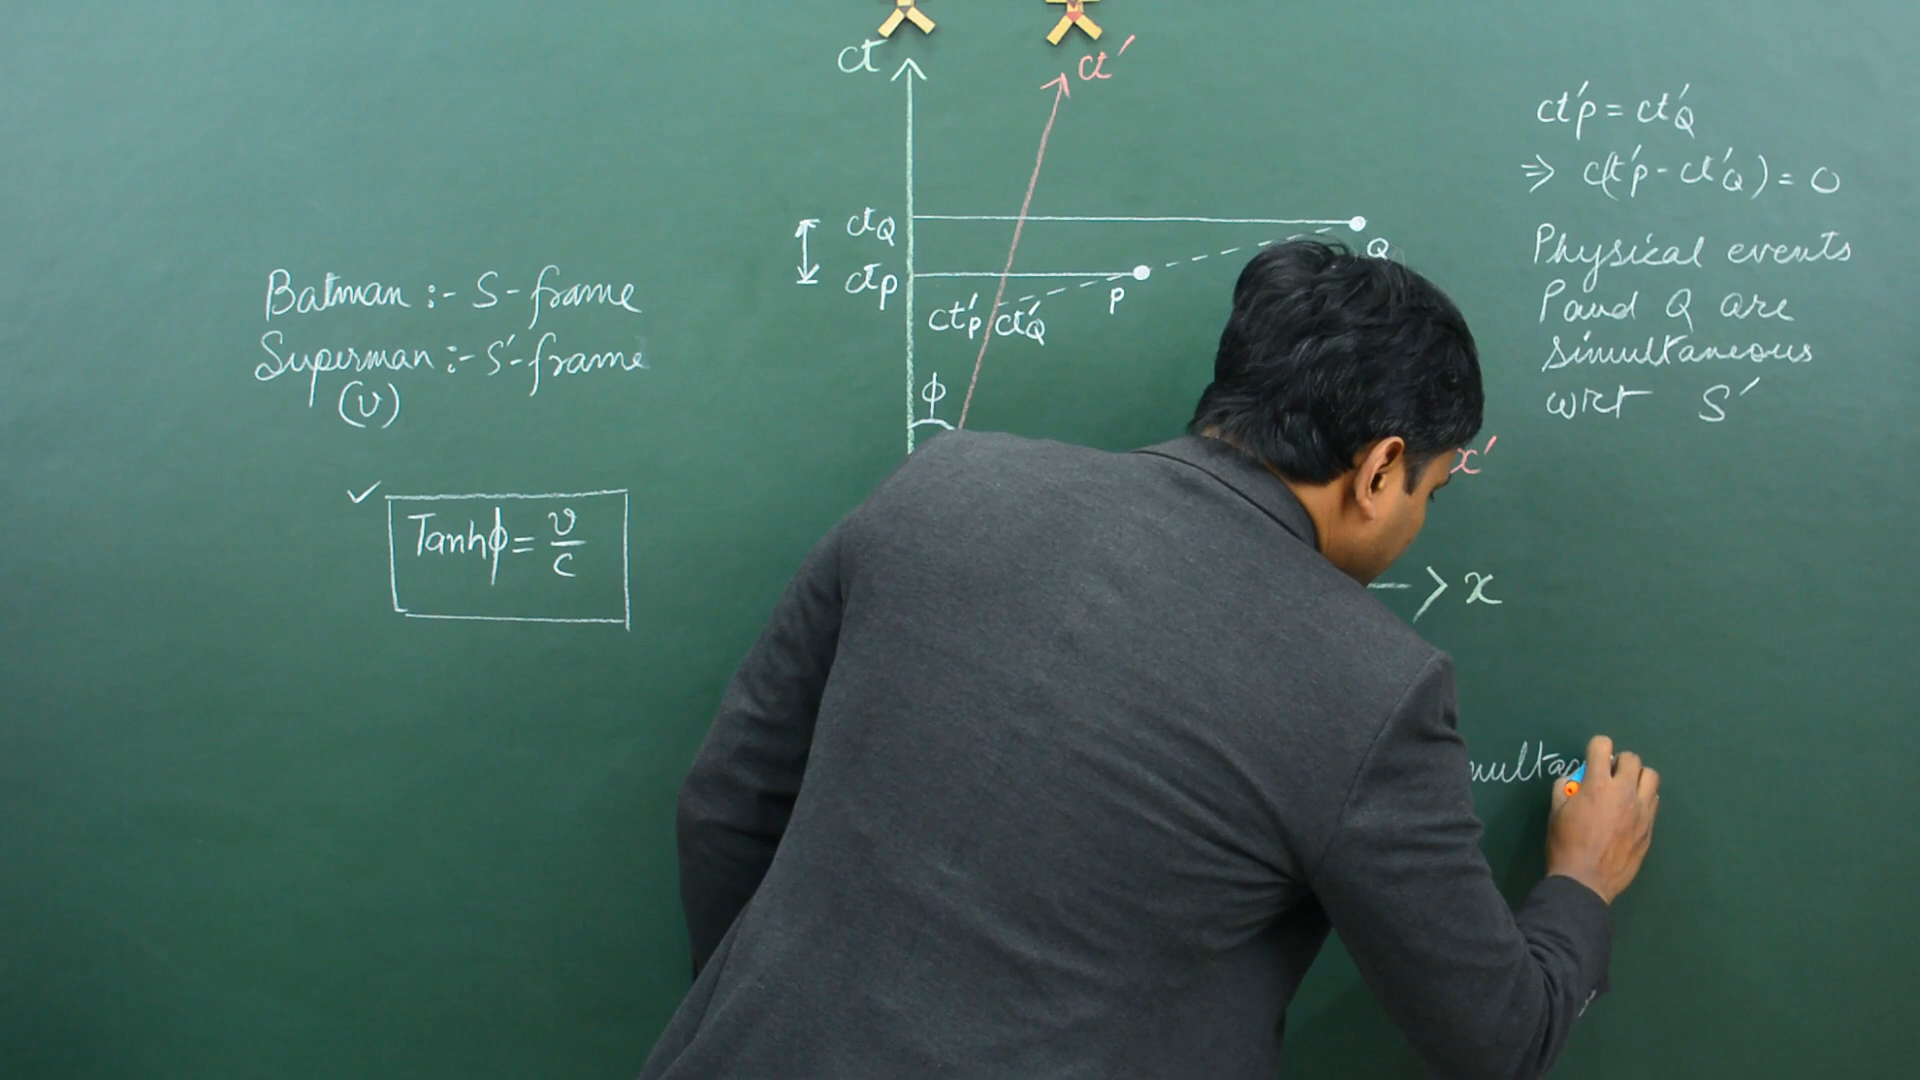 Batman :- S-frame
Superman :- S'-frame
(v)
Tanhϕ = v/c
ct
ct'
ctQ
ctP
ct'P
ct'Q
P
Q
ϕ
x'
x
ct'P = ct'Q
⇒ c(t'P - ct'Q) = 0
Physical events
P and Q are
simultaneous
wrt S'